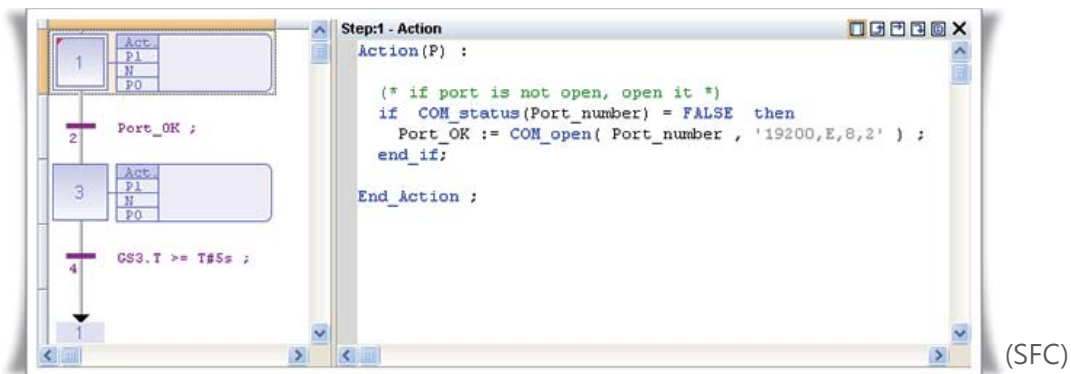 Step:1 - Action
1
Act.
P1
N
P0
2
Port_OK ;
3
Act.
P1
N
P0
4
GS3.T >= T#5s ;
1
Action(P) :
(* if port is not open, open it *)
if COM_status(Port_number) = FALSE then
Port_OK := COM_open( Port_number , '19200,E,8,2' ) ;
end_if;
End_Action ;
(SFC)